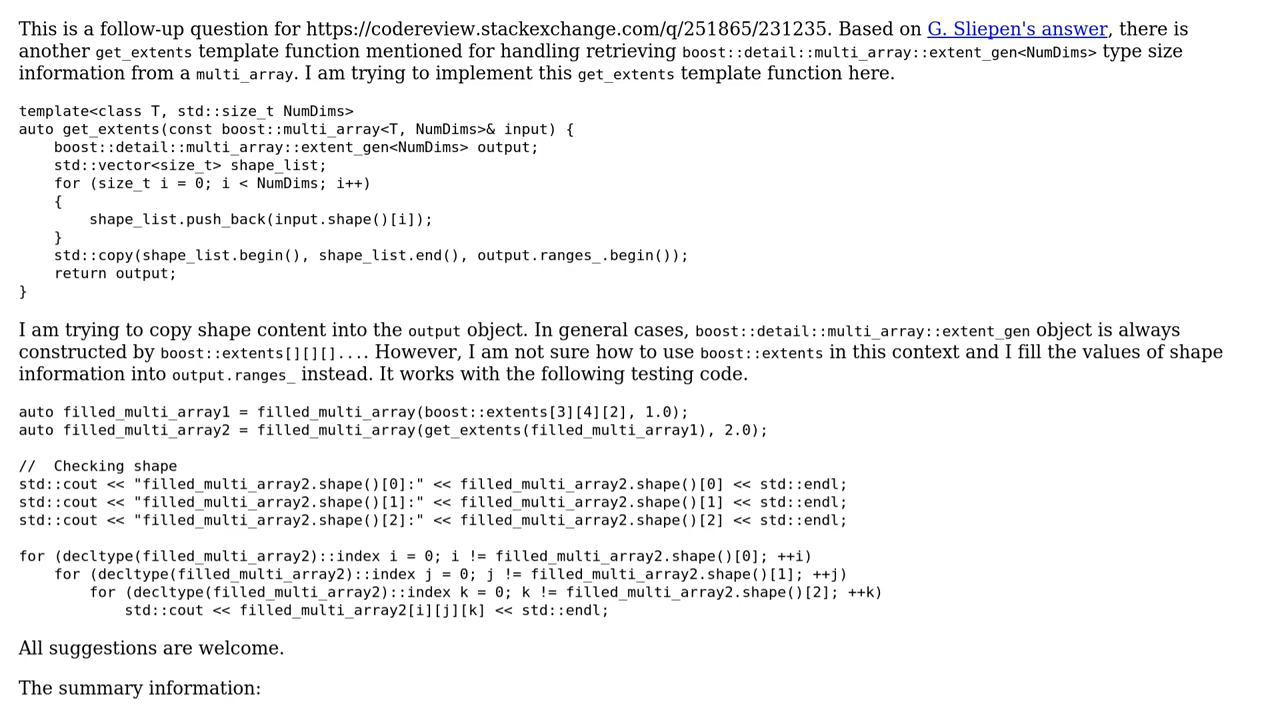 This is a follow-up question for https://codereview.stackexchange.com/q/251865/231235. Based on G. Sliepen's answer, there is
another get_extents template function mentioned for handling retrieving boost::detail::multi_array::extent_gen<NumDims> type size
information from a multi_array. I am trying to implement this get_extents template function here.
template<class T, std::size_t NumDims>
auto get_extents(const boost::multi_array<T, NumDims>& input) {
    boost::detail::multi_array::extent_gen<NumDims> output;
    std::vector<size_t> shape_list;
    for (size_t i = 0; i < NumDims; i++)
    {
        shape_list.push_back(input.shape()[i]);
    }
    std::copy(shape_list.begin(), shape_list.end(), output.ranges_.begin());
    return output;
}
I am trying to copy shape content into the output object. In general cases, boost::detail::multi_array::extent_gen object is always
constructed by boost::extents[][][].... However, I am not sure how to use boost::extents in this context and I fill the values of shape
information into output.ranges_ instead. It works with the following testing code.
auto filled_multi_array1 = filled_multi_array(boost::extents[3][4][2], 1.0);
auto filled_multi_array2 = filled_multi_array(get_extents(filled_multi_array1), 2.0);
//  Checking shape
std::cout << "filled_multi_array2.shape()[0]:" << filled_multi_array2.shape()[0] << std::endl;
std::cout << "filled_multi_array2.shape()[1]:" << filled_multi_array2.shape()[1] << std::endl;
std::cout << "filled_multi_array2.shape()[2]:" << filled_multi_array2.shape()[2] << std::endl;
for (decltype(filled_multi_array2)::index i = 0; i != filled_multi_array2.shape()[0]; ++i)
    for (decltype(filled_multi_array2)::index j = 0; j != filled_multi_array2.shape()[1]; ++j)
        for (decltype(filled_multi_array2)::index k = 0; k != filled_multi_array2.shape()[2]; ++k)
            std::cout << filled_multi_array2[i][j][k] << std::endl;
All suggestions are welcome.
The summary information: